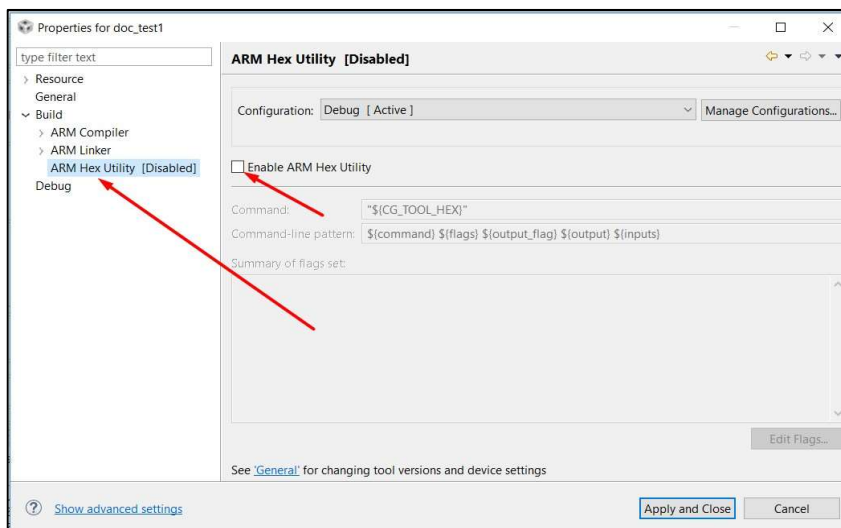 Properties for doc_test1
type filter text
Resource
General
Build
ARM Compiler
ARM Linker
ARM Hex Utility [Disabled]
Debug
ARM Hex Utility [Disabled]
Configuration: Debug [ Active ] Manage Configurations...
Enable ARM Hex Utility
Command: "${CG_TOOL_HEX}"
Command-line pattern: ${command} ${flags} ${output_flag} ${output} ${inputs}
Summary of flags set:
Edit Flags...
See 'General' for changing tool versions and device settings
? Show advanced settings Apply and Close Cancel